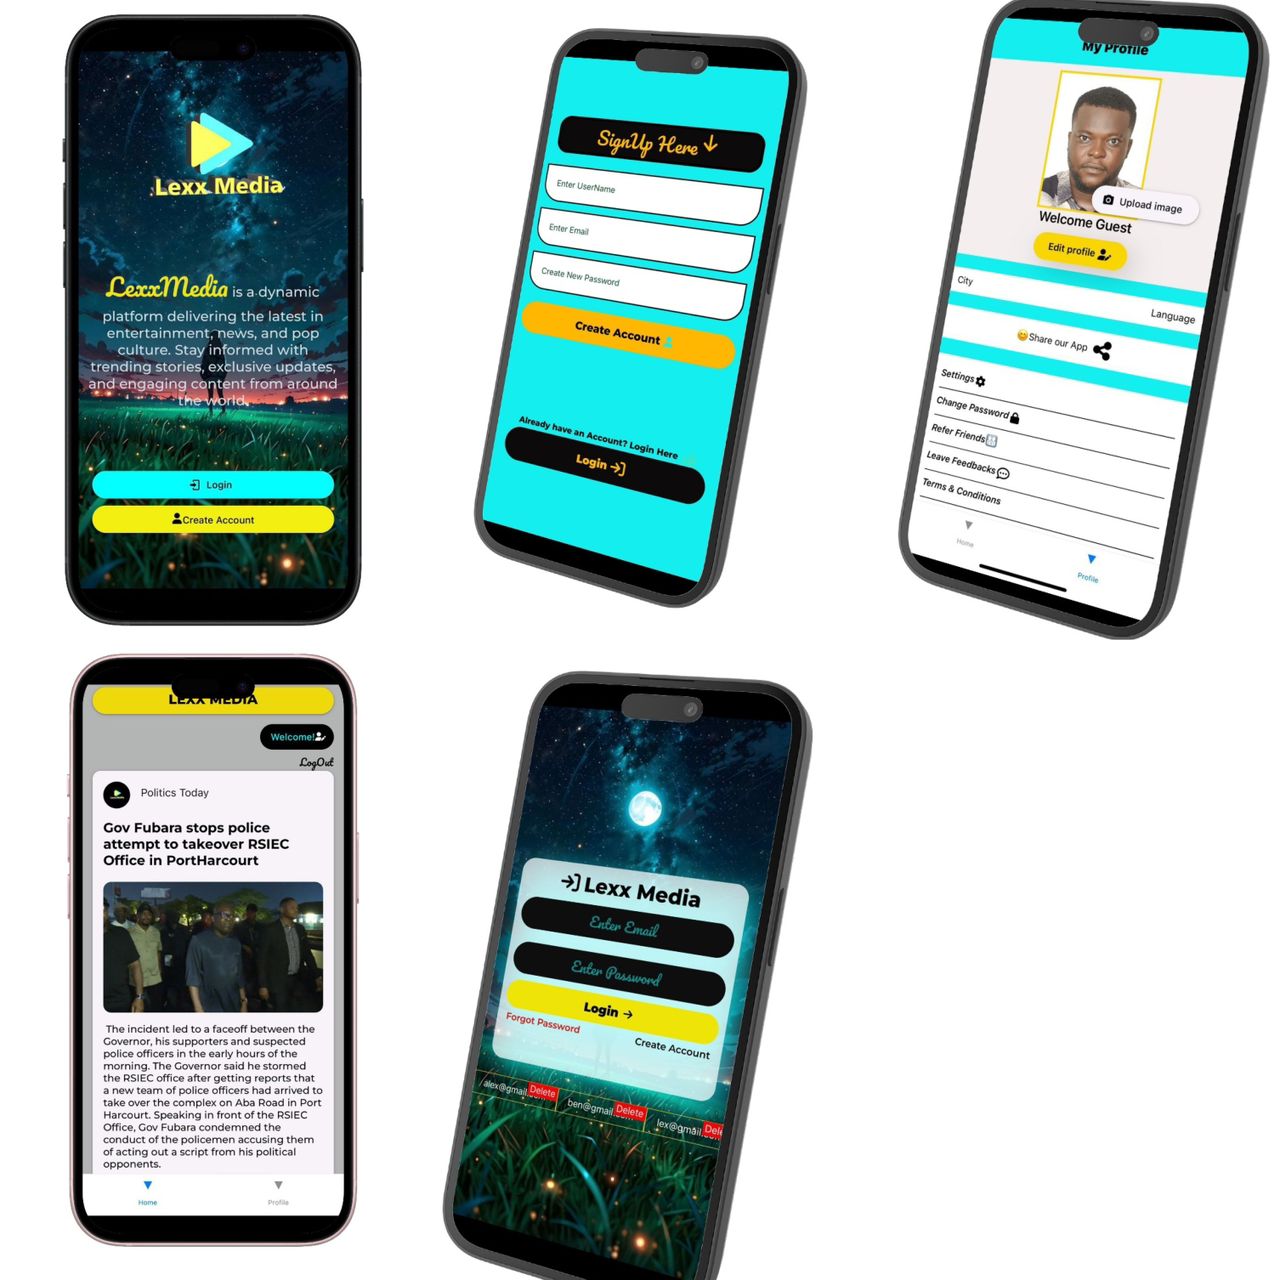 Lexx Media
LexxMedia is a dynamic
platform delivering the latest in
entertainment, news, and pop
culture. Stay informed with
trending stories, exclusive updates,
and engaging content from around
the world.
Login
Create Account
SignUp Here
Enter UserName
Enter Email
Create New Password
Create Account
Already have an Account? Login Here
Login
My Profile
Upload image
Welcome Guest
Edit profile
City
Language
😊Share our App
Settings
Change Password
Refer Friends
Leave Feedbacks
Terms & Conditions
Home
Profile
LEXX MEDIA
Welcome!
LogOut
Politics Today
Gov Fubara stops police
attempt to takeover RSIEC
Office in PortHarcourt
The incident led to a faceoff between the
Governor, his supporters and suspected
police officers in the early hours of the
morning. The Governor said he stormed
the RSIEC office after getting reports that
a new team of police officers had arrived to
take over the complex on Aba Road in Port
Harcourt. Speaking in front of the RSIEC
Office, Gov Fubara condemned the
conduct of the policemen accusing them
of acting out a script from his political
opponents.
Home
Profile
Lexx Media
Enter Email
Enter Password
Login
Forgot Password
Create Account
alex@gmail. Delete
ben@gmail. Delete
lex@gmail. Dele